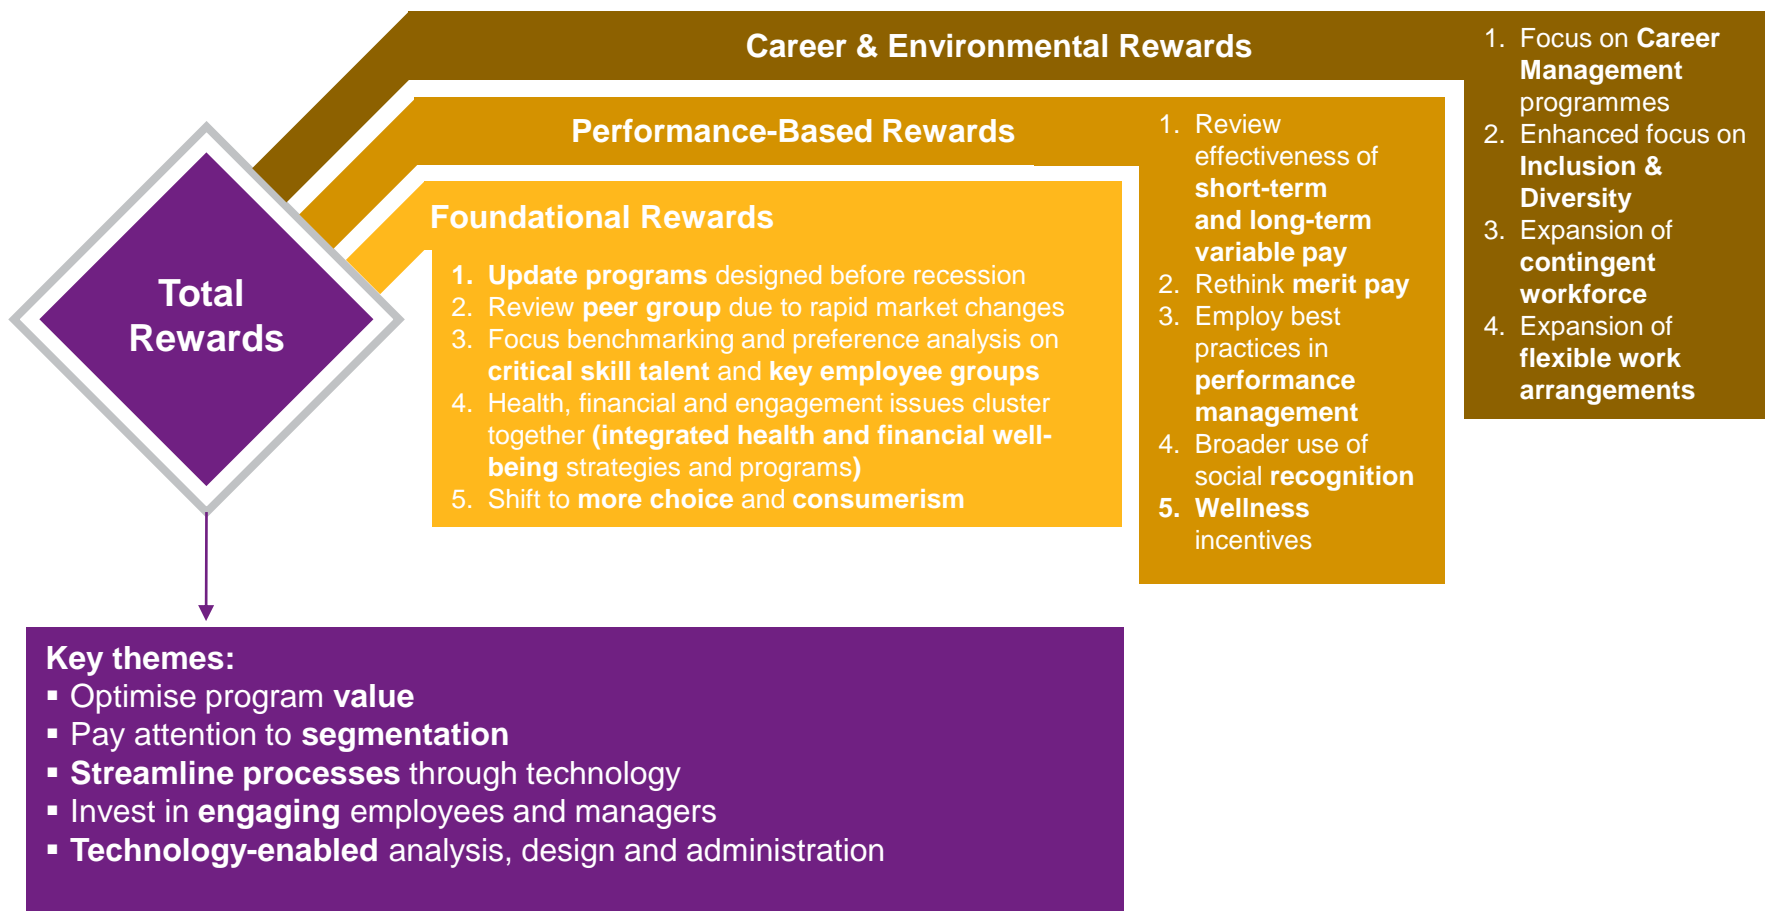 Total
Rewards
Career & Environmental Rewards
1. Focus on Career
Management
programmes
2. Enhanced focus on
Inclusion &
Diversity
3. Expansion of
contingent
workforce
4. Expansion of
flexible work
arrangements
Performance-Based Rewards
1. Review
effectiveness of
short-term
and long-term
variable pay
2. Rethink merit pay
3. Employ best
practices in
performance
management
4. Broader use of
social recognition
5. Wellness
incentives
Foundational Rewards
1. Update programs designed before recession
2. Review peer group due to rapid market changes
3. Focus benchmarking and preference analysis on
critical skill talent and key employee groups
4. Health, financial and engagement issues cluster
together (integrated health and financial well-
being strategies and programs)
5. Shift to more choice and consumerism
Key themes:
▪ Optimise program value
▪ Pay attention to segmentation
▪ Streamline processes through technology
▪ Invest in engaging employees and managers
▪ Technology-enabled analysis, design and administration